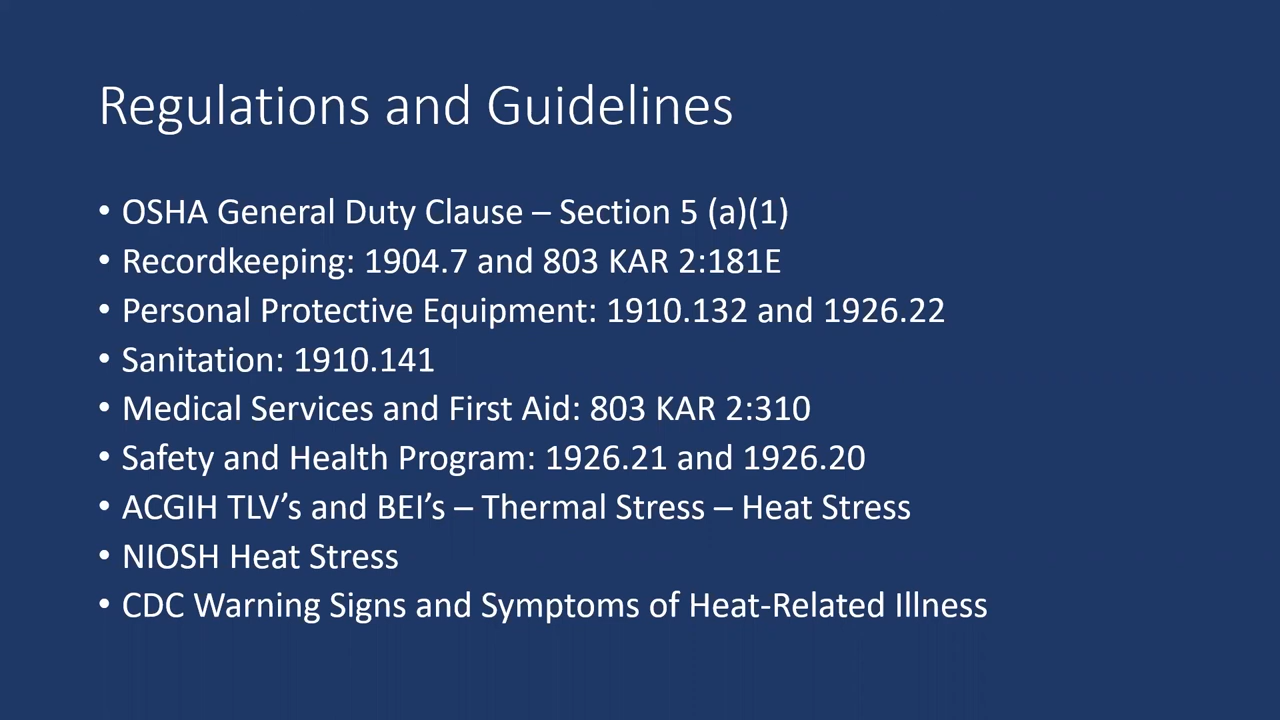 Regulations and Guidelines
• OSHA General Duty Clause – Section 5 (a)(1)
• Recordkeeping: 1904.7 and 803 KAR 2:181E
• Personal Protective Equipment: 1910.132 and 1926.22
• Sanitation: 1910.141
• Medical Services and First Aid: 803 KAR 2:310
• Safety and Health Program: 1926.21 and 1926.20
• ACGIH TLV’s and BEI’s – Thermal Stress – Heat Stress
• NIOSH Heat Stress
• CDC Warning Signs and Symptoms of Heat-Related Illness